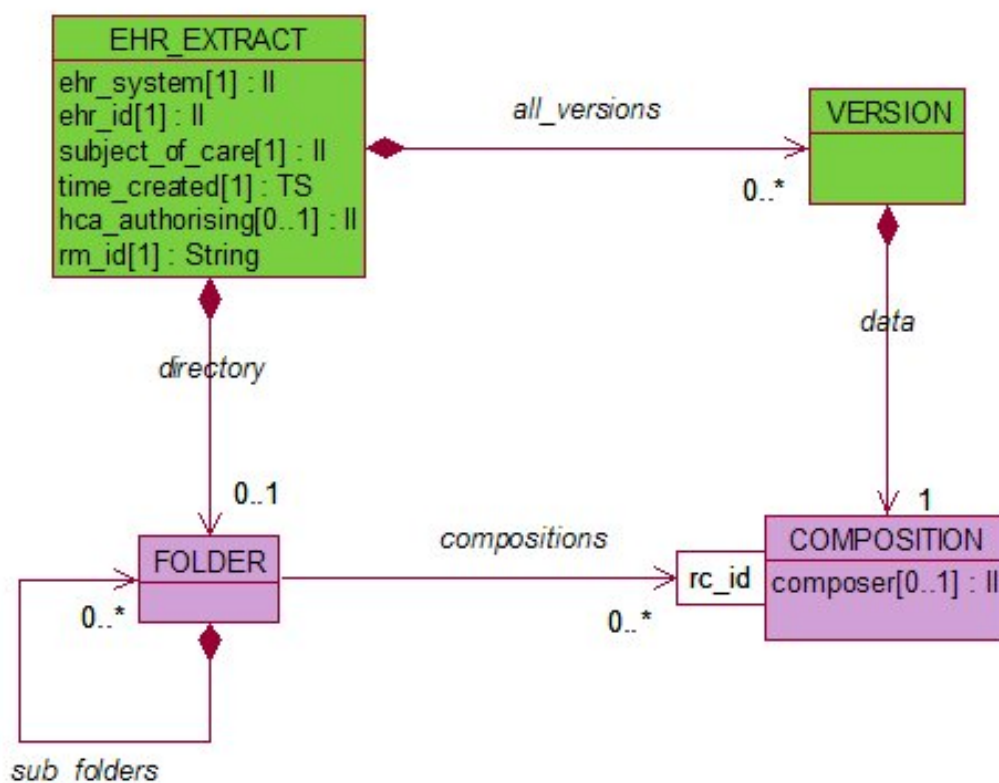 EHR_EXTRACT
ehr_system[1] : II
ehr_id[1] : II
subject_of_care[1] : II
time_created[1] : TS
hca_authorising[0..1] : II
rm_id[1] : String
all_versions
0..*
VERSION
directory
data
0..1
1
FOLDER
0..*
compositions
0..*
rc_id
COMPOSITION
composer[0..1] : II
sub_folders